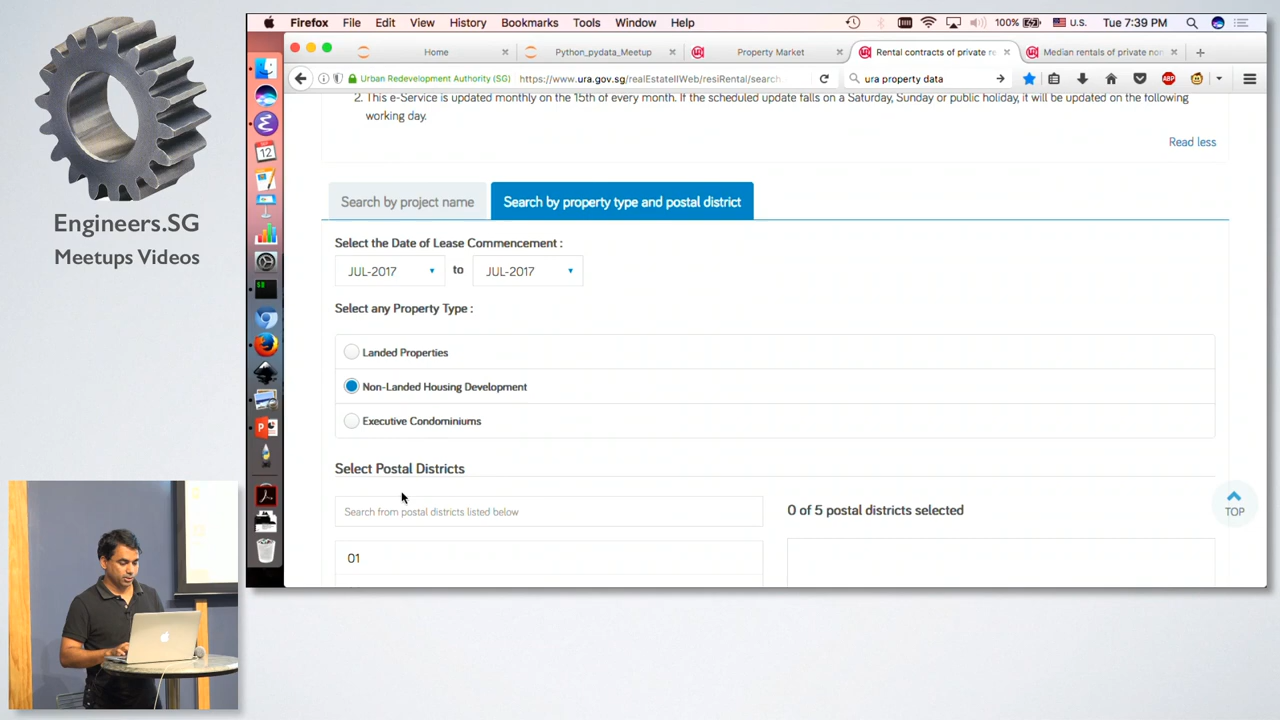 Firefox File Edit View History Bookmarks Tools Window Help 100% U.S. Tue 7:39 PM
Home Python_pydata_Meetup Property Market Rental contracts of private re Median rentals of private non
Urban Redevelopment Authority (SG) https://www.ura.gov.sg/realEstateIIWeb/resiRental/search. ura property data
2. This e-Service is updated monthly on the 15th of every month. If the scheduled update falls on a Saturday, Sunday or public holiday, it will be updated on the following
working day.
Read less
Search by project name Search by property type and postal district
Select the Date of Lease Commencement :
JUL-2017 to JUL-2017
Select any Property Type :
Landed Properties
Non-Landed Housing Development
Executive Condominiums
Select Postal Districts
Search from postal districts listed below
0 of 5 postal districts selected
01
TOP
Engineers.SG
Meetups Videos